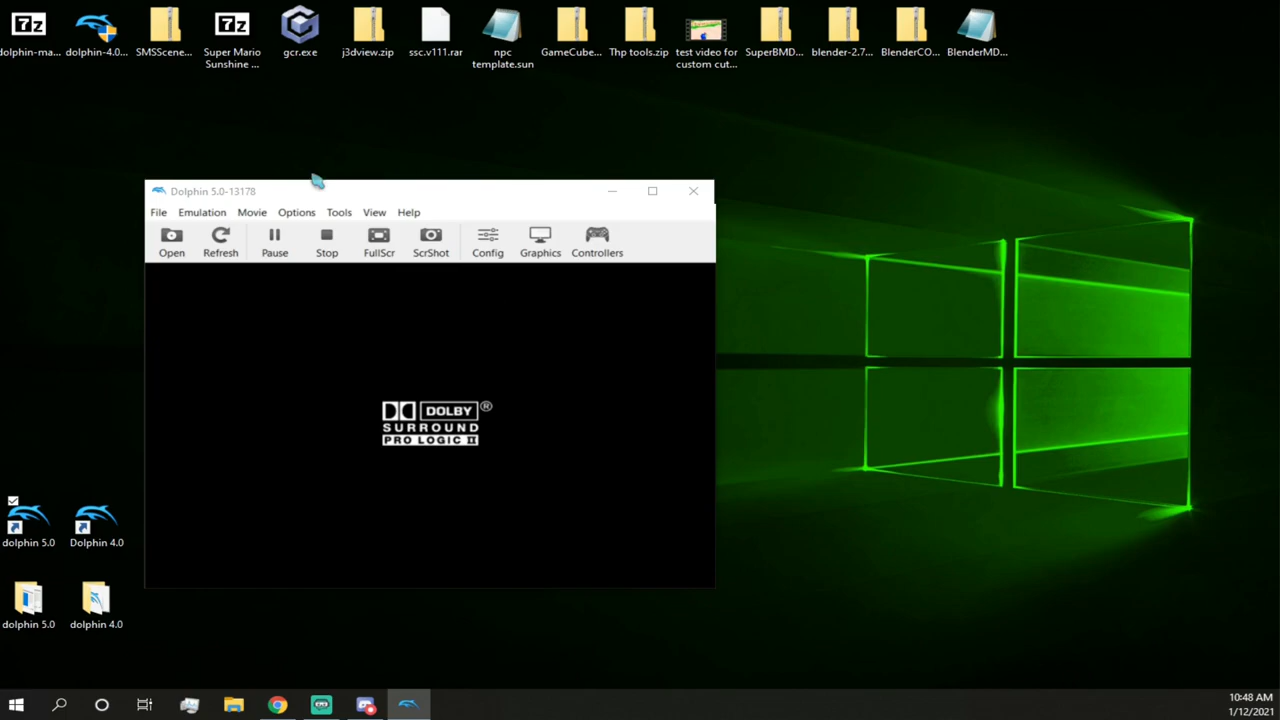 dolphin-ma...
dolphin-4.0...
SMSScene...
Super Mario
Sunshine ...
gcr.exe
j3dview.zip
ssc.v111.rar
npc
template.sun
GameCube...
Thp tools.zip
test video for
custom cut...
SuperBMD...
blender-2.7...
BlenderCO...
BlenderMD...
7z
7z
Dolphin 5.0-13178
File Emulation Movie Options Tools View Help
Open Refresh Pause Stop FullScr ScrShot Config Graphics Controllers
DOLBY ®
SURROUND
PRO LOGIC II
dolphin 5.0
Dolphin 4.0
dolphin 5.0
dolphin 4.0
10:48 AM
1/12/2021